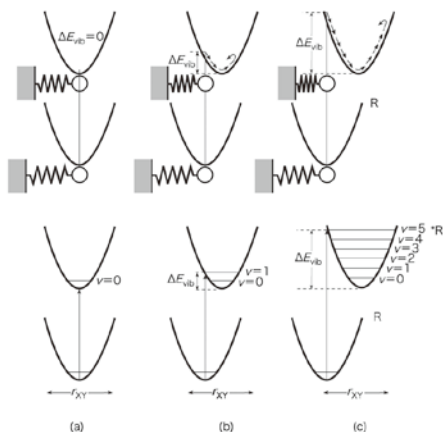 ΔE_vib=0
ΔE_vib
ΔE_vib
R
v=0
v=1
v=0
ΔE_vib
v=5 *R
v=4
v=3
v=2
v=1
v=0
ΔE_vib
R
r_XY
r_XY
r_XY
(a)
(b)
(c)